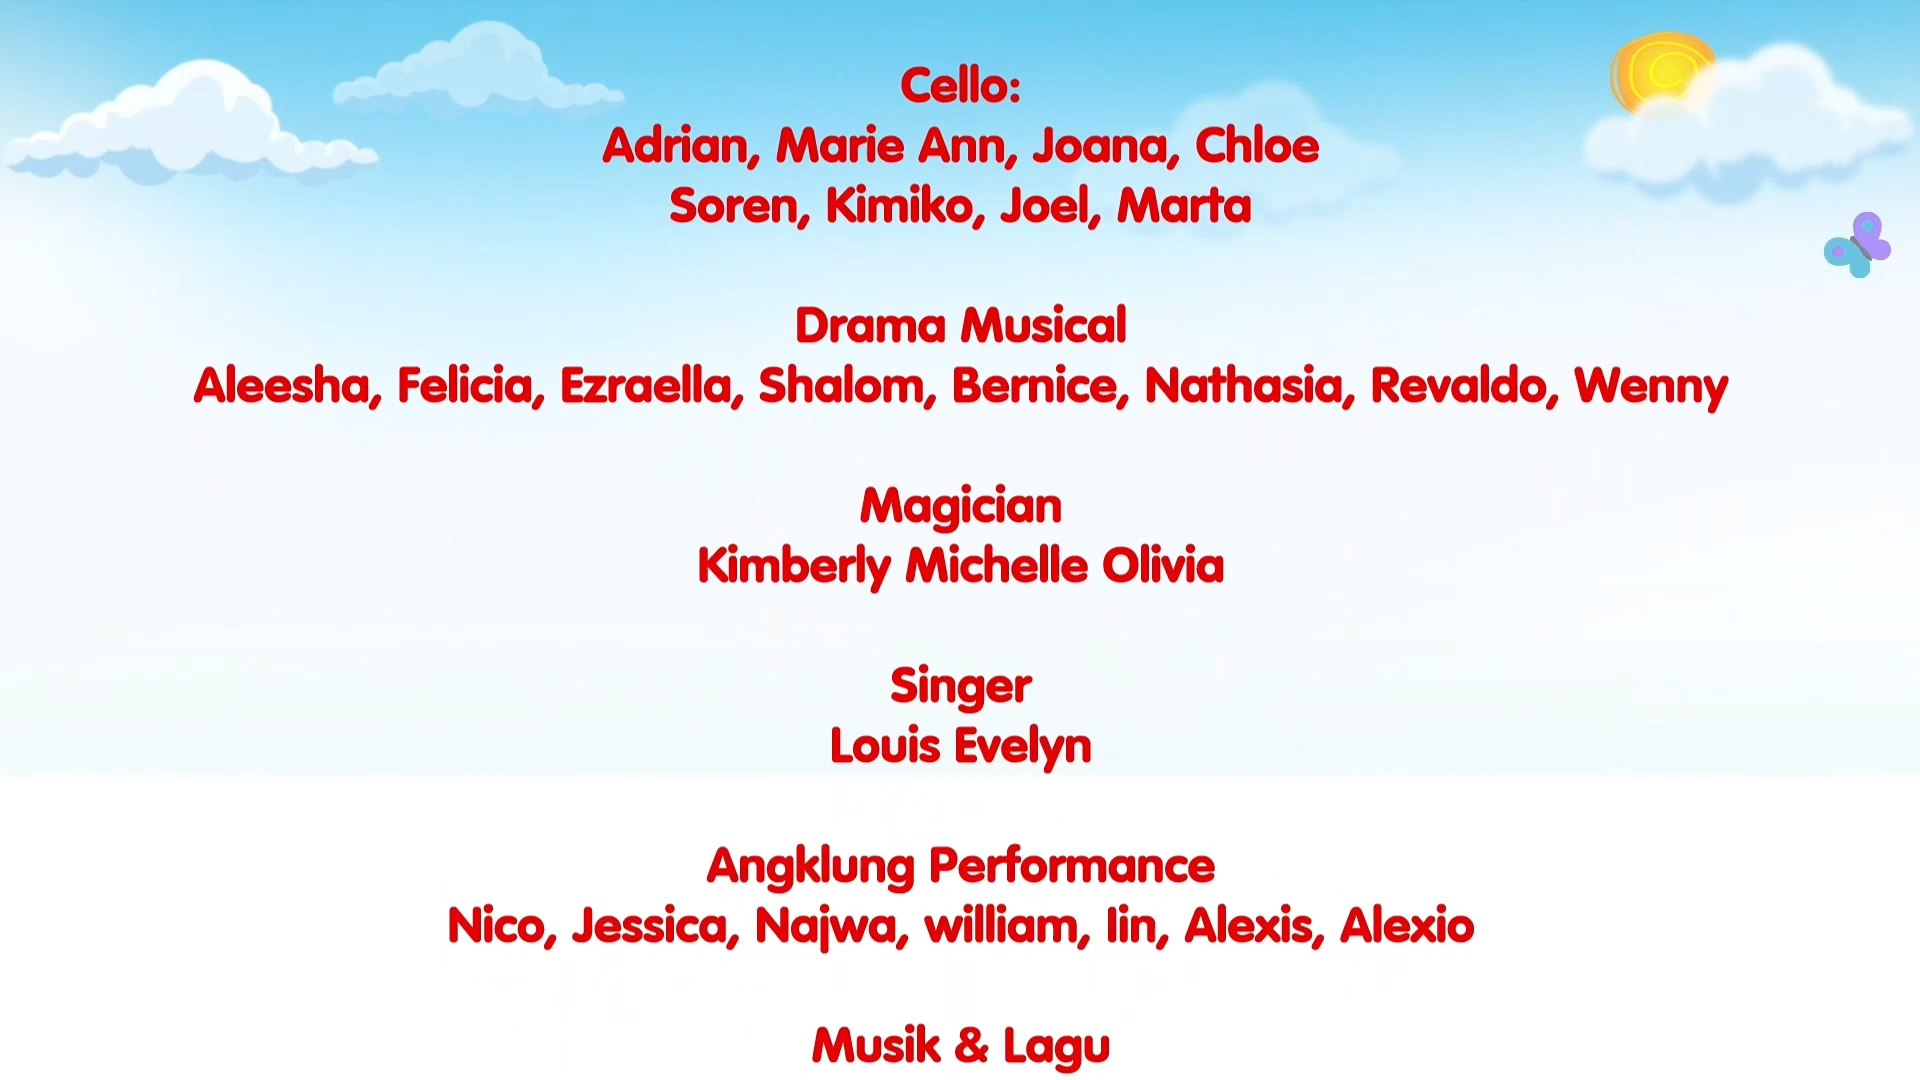 Cello:
Adrian, Marie Ann, Joana, Chloe
Soren, Kimiko, Joel, Marta
Drama Musical
Aleesha, Felicia, Ezraella, Shalom, Bernice, Nathasia, Revaldo, Wenny
Magician
Kimberly Michelle Olivia
Singer
Louis Evelyn
Angklung Performance
Nico, Jessica, Najwa, william, Iin, Alexis, Alexio
Musik & Lagu